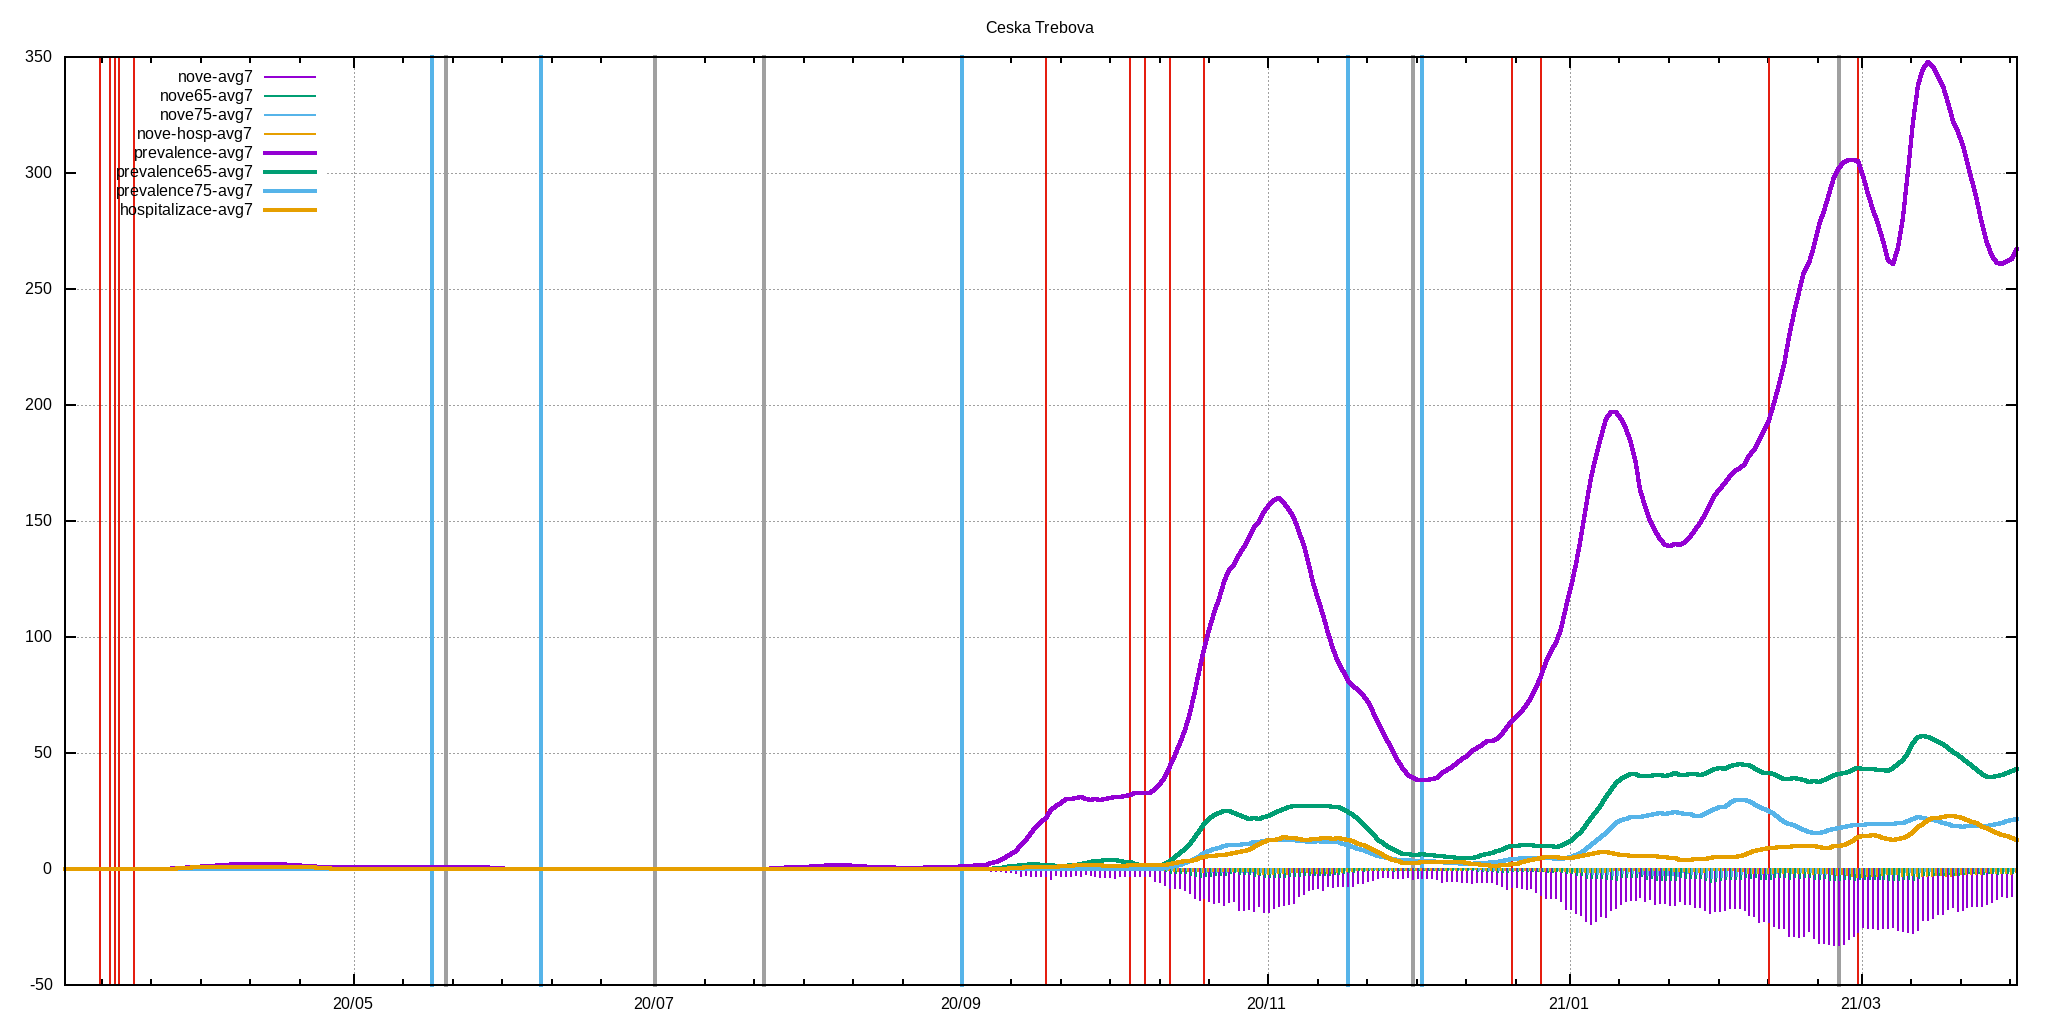 Ceska Trebova
350
300
250
200
150
100
50
0
-50
nove-avg7
nove65-avg7
nove75-avg7
nove-hosp-avg7
prevalence-avg7
prevalence65-avg7
prevalence75-avg7
hospitalizace-avg7
20/05 20/07 20/09 20/11 21/01 21/03